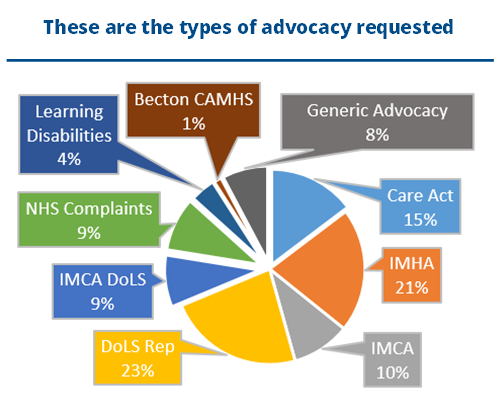 These are the types of advocacy requested
Becton CAMHS
1%
Generic Advocacy
8%
Learning
Disabilities
4%
Care Act
15%
NHS Complaints
9%
IMHA
21%
IMCA DoLS
9%
DoLS Rep
23%
IMCA
10%